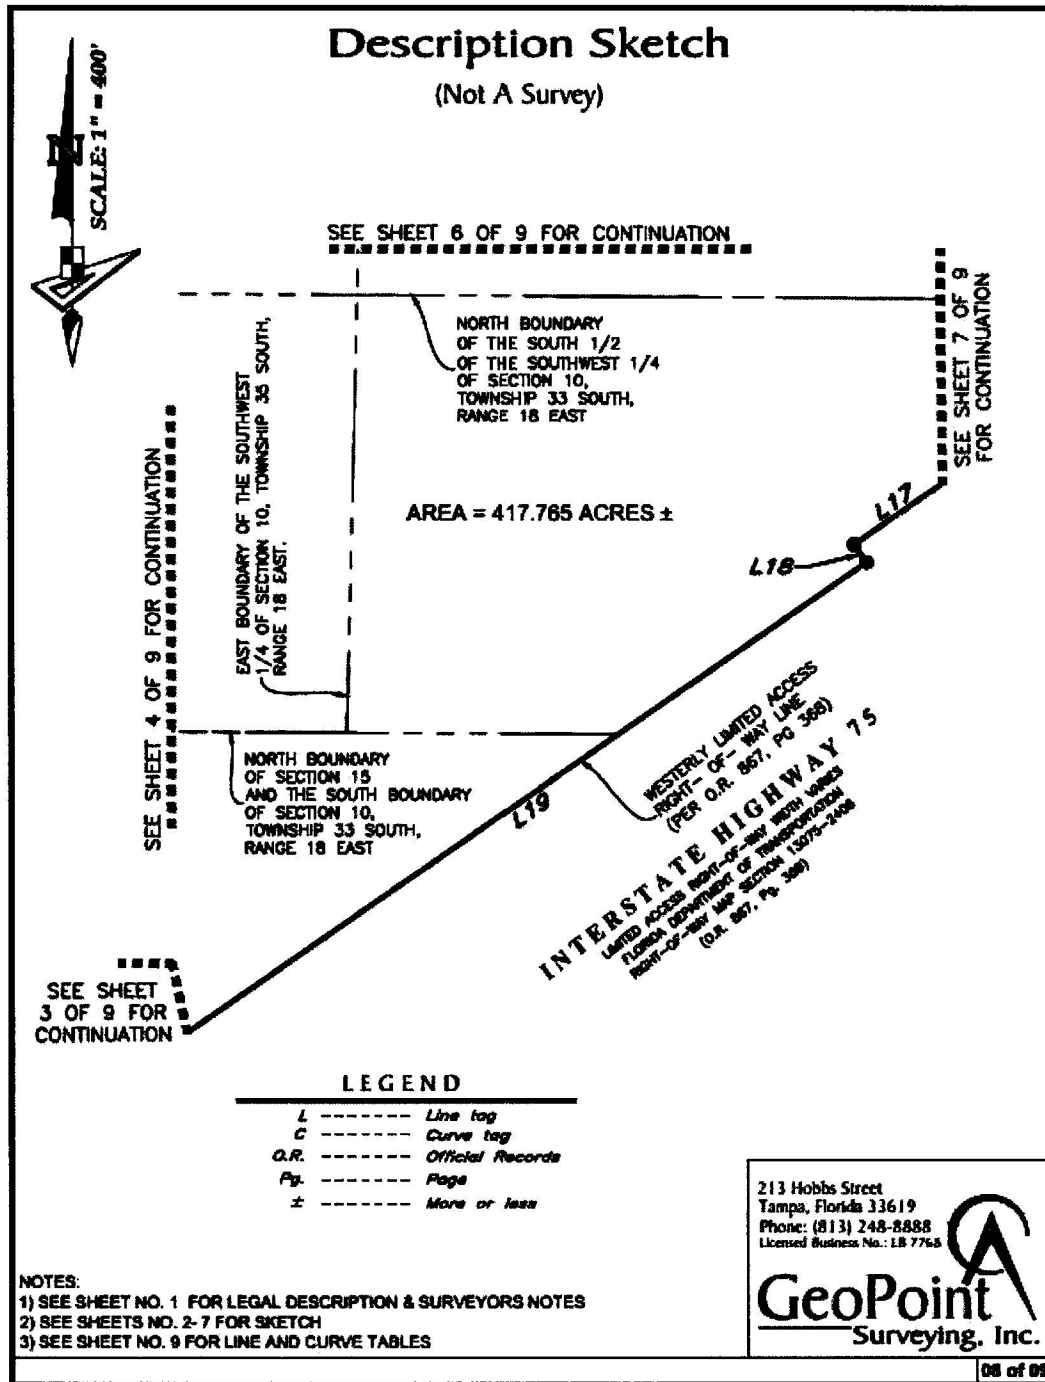 Description Sketch
(Not A Survey)
N
SCALE: 1" = 400'
SEE SHEET 6 OF 9 FOR CONTINUATION
SEE SHEET 7 OF 9
FOR CONTINUATION
NORTH BOUNDARY
OF THE SOUTH 1/2
OF THE SOUTHWEST 1/4
OF SECTION 10,
TOWNSHIP 33 SOUTH,
RANGE 18 EAST
EAST BOUNDARY OF THE SOUTHWEST
1/4 OF SECTION 10, TOWNSHIP 35 SOUTH,
RANGE 18 EAST.
SEE SHEET 4 OF 9 FOR CONTINUATION
AREA = 417.765 ACRES ±
L17
L18
L19
NORTH BOUNDARY
OF SECTION 15
AND THE SOUTH BOUNDARY
OF SECTION 10,
TOWNSHIP 33 SOUTH,
RANGE 18 EAST
WESTERLY LIMITED ACCESS
RIGHT-OF-WAY LINE
(PER O.R. 867, PG 368)
INTERSTATE HIGHWAY 75
LIMITED ACCESS RIGHT-OF-WAY WIDTH VARIES
FLORIDA DEPARTMENT OF TRANSPORTATION
RIGHT-OF-WAY MAP SECTION 13075-2406
(O.R. 867, Pg. 368)
SEE SHEET
3 OF 9 FOR
CONTINUATION
LEGEND
L ------- Line tag
C ------- Curve tag
O.R. ------- Official Records
Pg. ------- Page
± ------- More or less
213 Hobbs Street
Tampa, Florida 33619
Phone: (813) 248-8888
Licensed Business No.: LB 7768
GeoPoint
Surveying, Inc.
NOTES:
1) SEE SHEET NO. 1 FOR LEGAL DESCRIPTION & SURVEYORS NOTES
2) SEE SHEETS NO. 2-7 FOR SKETCH
3) SEE SHEET NO. 9 FOR LINE AND CURVE TABLES
08 of 09